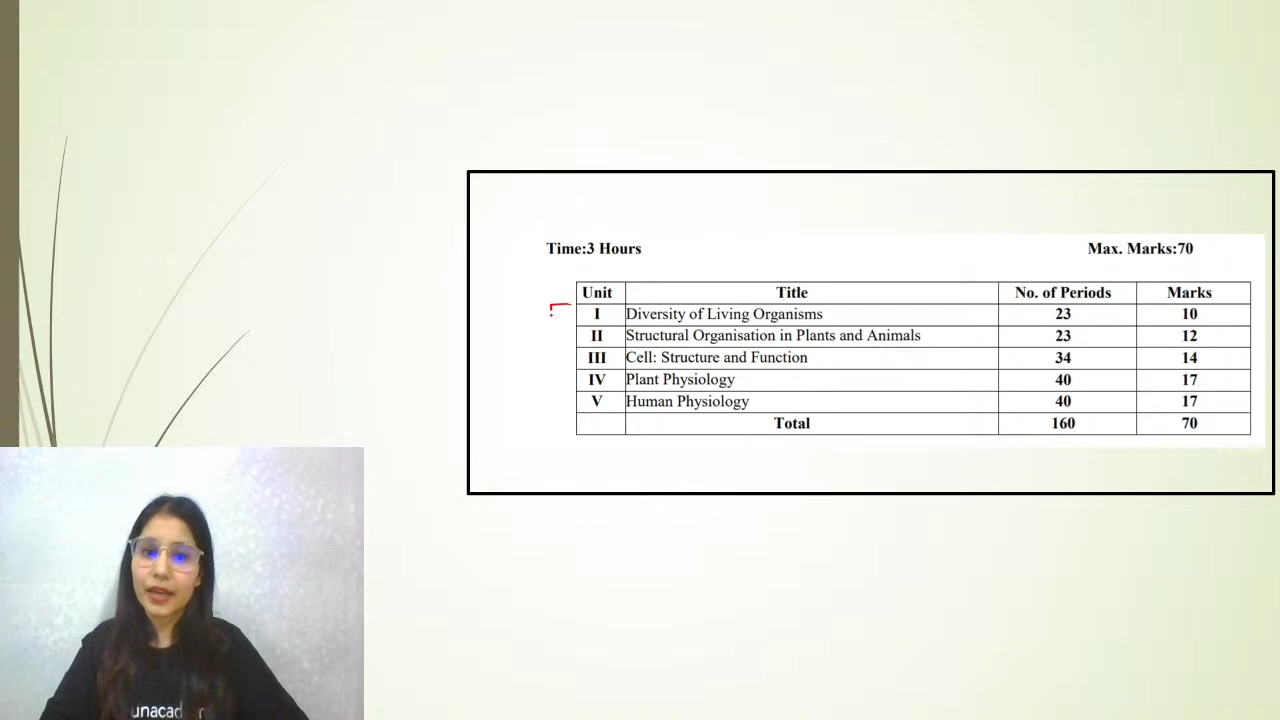 Time:3 Hours Max. Marks:70
Unit Title No. of Periods Marks
I Diversity of Living Organisms 23 10
II Structural Organisation in Plants and Animals 23 12
III Cell: Structure and Function 34 14
IV Plant Physiology 40 17
V Human Physiology 40 17
Total 160 70
unacad